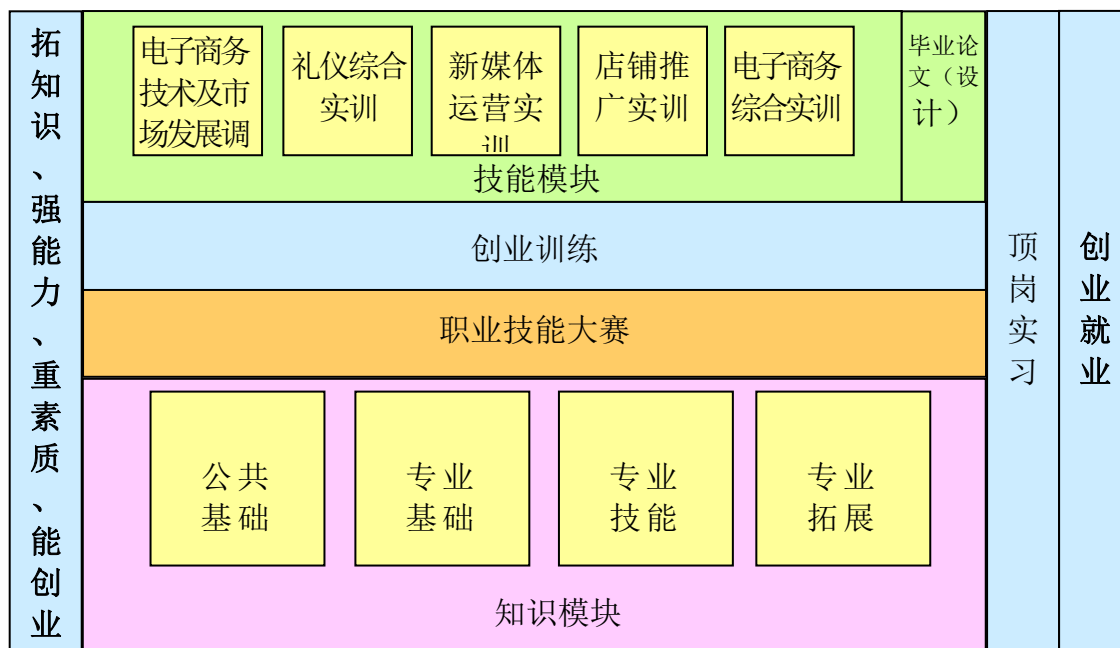 拓知识、强能力、重素质、能创业
电子商务
技术及市
场发展调
礼仪综合
实训
新媒体
运营实
训
店铺推
广实训
电子商务
综合实训
技能模块
毕业论
文（设
计）
创业训练
职业技能大赛
公共
基础
专业
基础
专业
技能
专业
拓展
知识模块
顶岗实习
创业就业